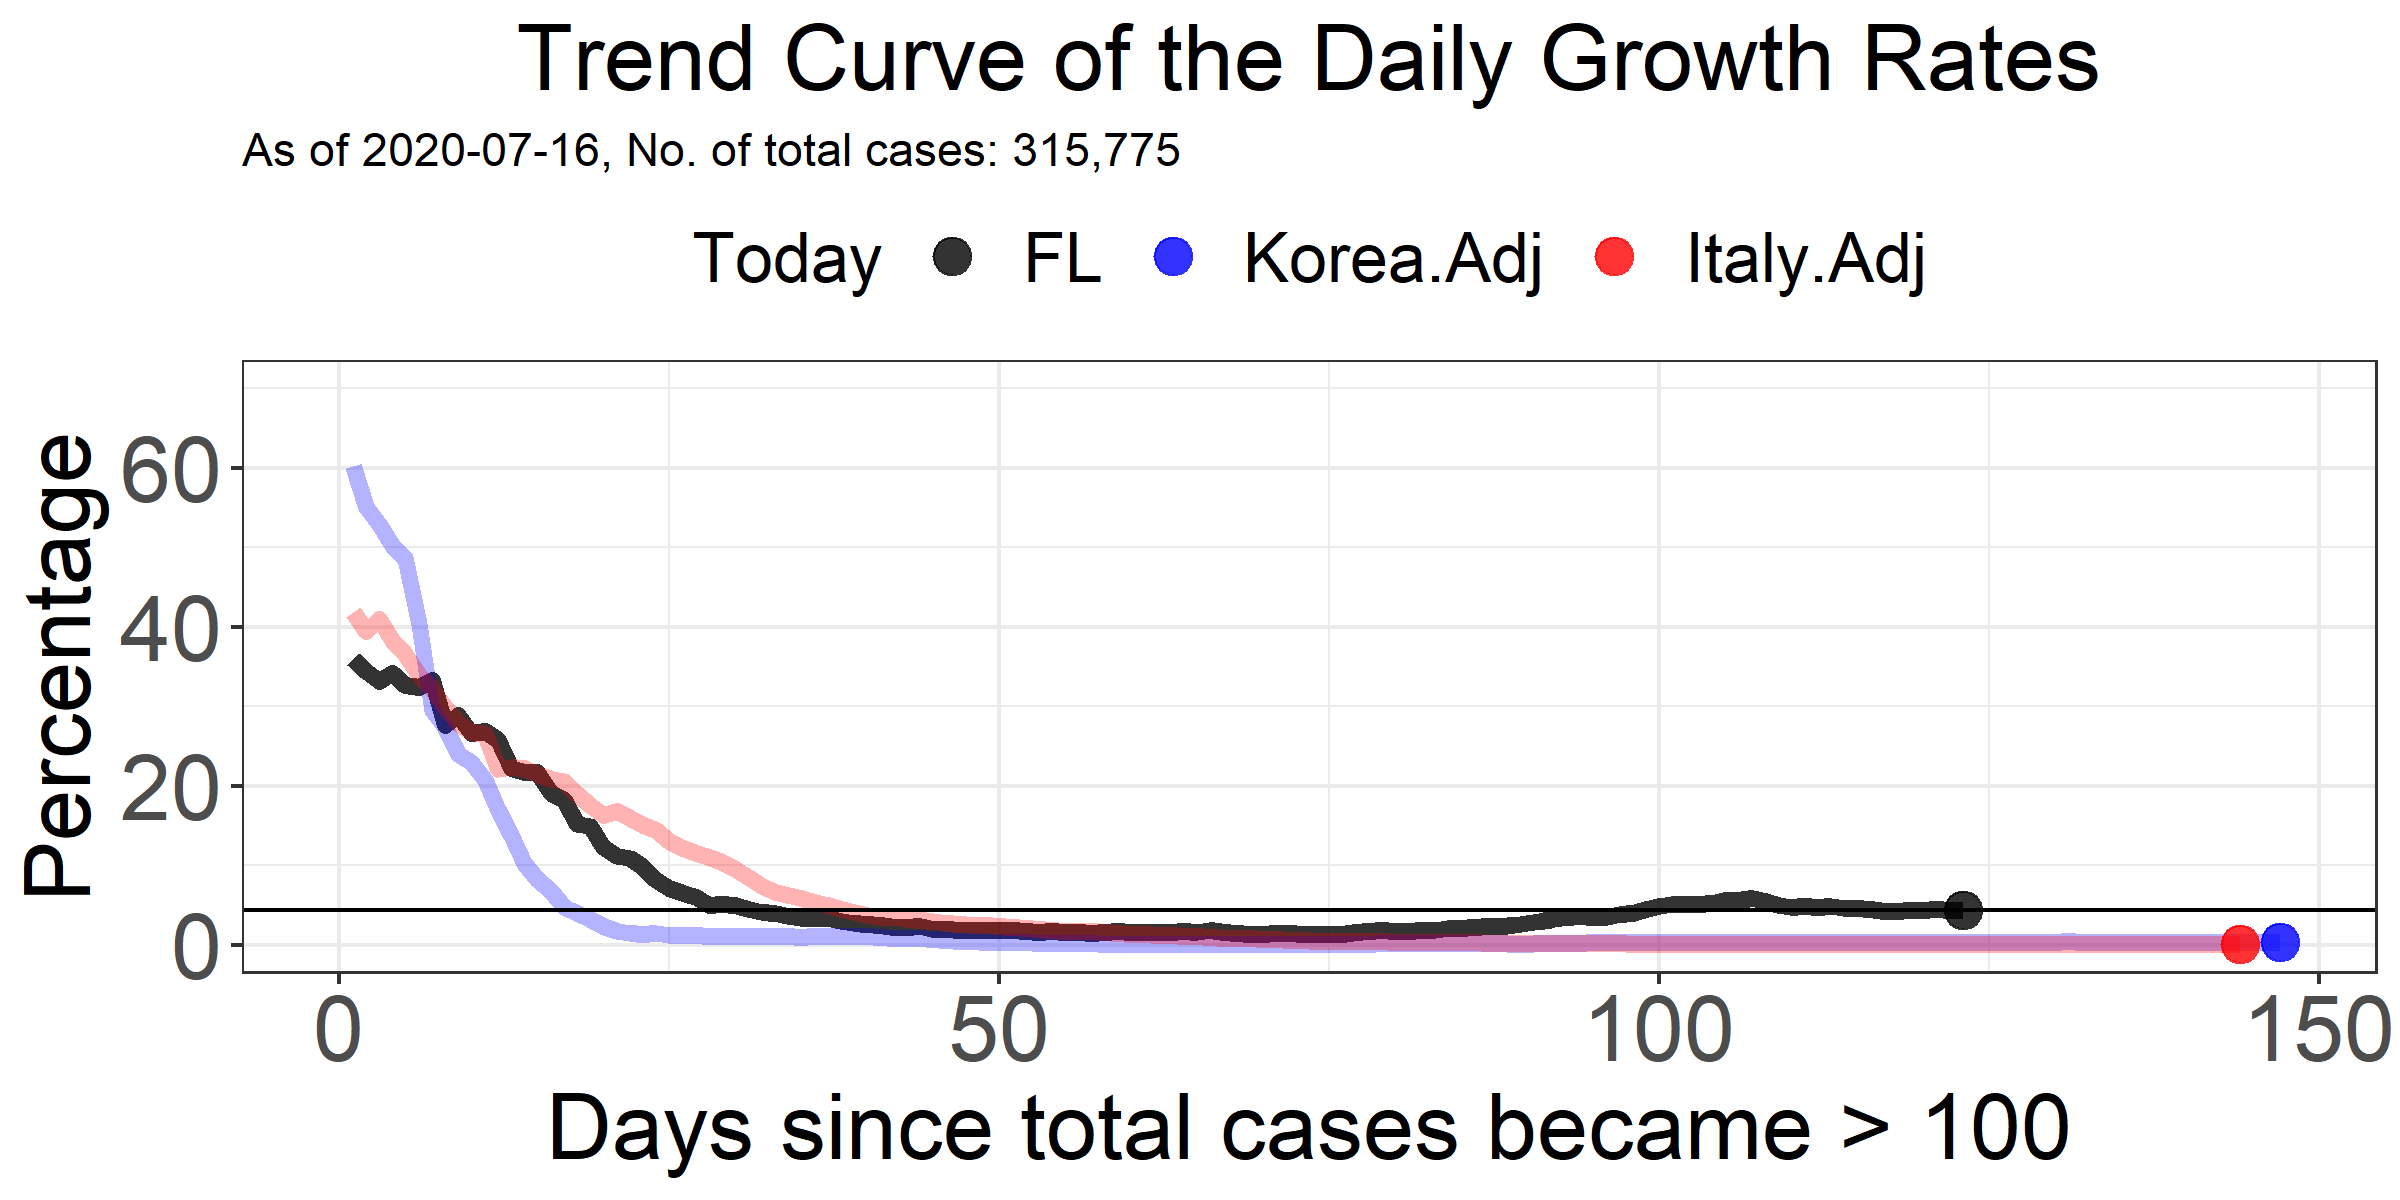 Trend Curve of the Daily Growth Rates
As of 2020-07-16, No. of total cases: 315,775
Today FL Korea.Adj Italy.Adj
Percentage
60
40
20
0
0 50 100 150
Days since total cases became > 100